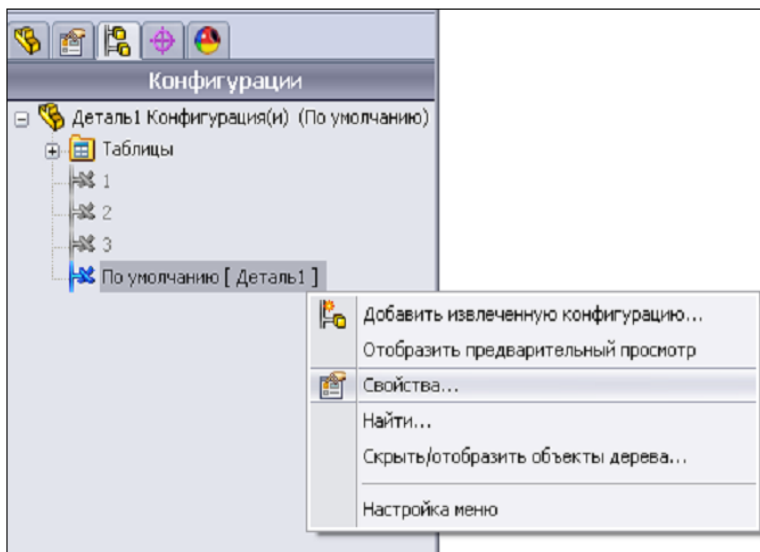 Конфигурации
Деталь1 Конфигурация(и) (По умолчанию)
Таблицы
1
2
3
По умолчанию [ Деталь1 ]
Добавить извлеченную конфигурацию...
Отобразить предварительный просмотр
Свойства...
Найти...
Скрыть/отобразить объекты дерева...
Настройка меню